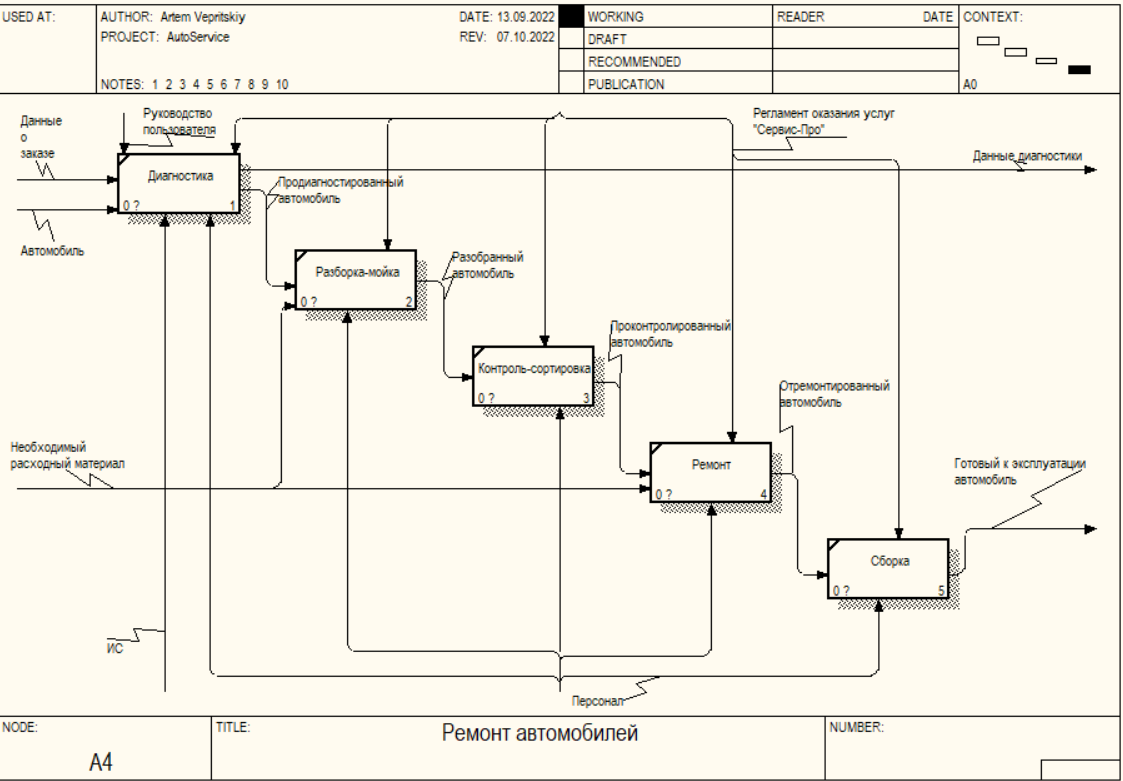 USED AT:
AUTHOR: Artem Vepritskiy
DATE: 13.09.2022
PROJECT: AutoService
REV: 07.10.2022
NOTES: 1 2 3 4 5 6 7 8 9 10
WORKING
DRAFT
RECOMMENDED
PUBLICATION
READER
DATE
CONTEXT:
A0
Данные
о
заказе
Руководство
пользователя
Регламент оказания услуг
"Сервис-Про"
Данные диагностики
Диагностика
0 ?
1
Продиагностированный
автомобиль
Автомобиль
Разобранный
автомобиль
Разборка-мойка
0 ?
2
Проконтролированный
автомобиль
Контроль-сортировка
0 ?
3
Отремонтированный
автомобиль
Необходимый
расходный материал
Ремонт
0 ?
4
Готовый к эксплуатации
автомобиль
Сборка
0 ?
5
ИС
Персонал
NODE:
A4
TITLE:
Ремонт автомобилей
NUMBER: